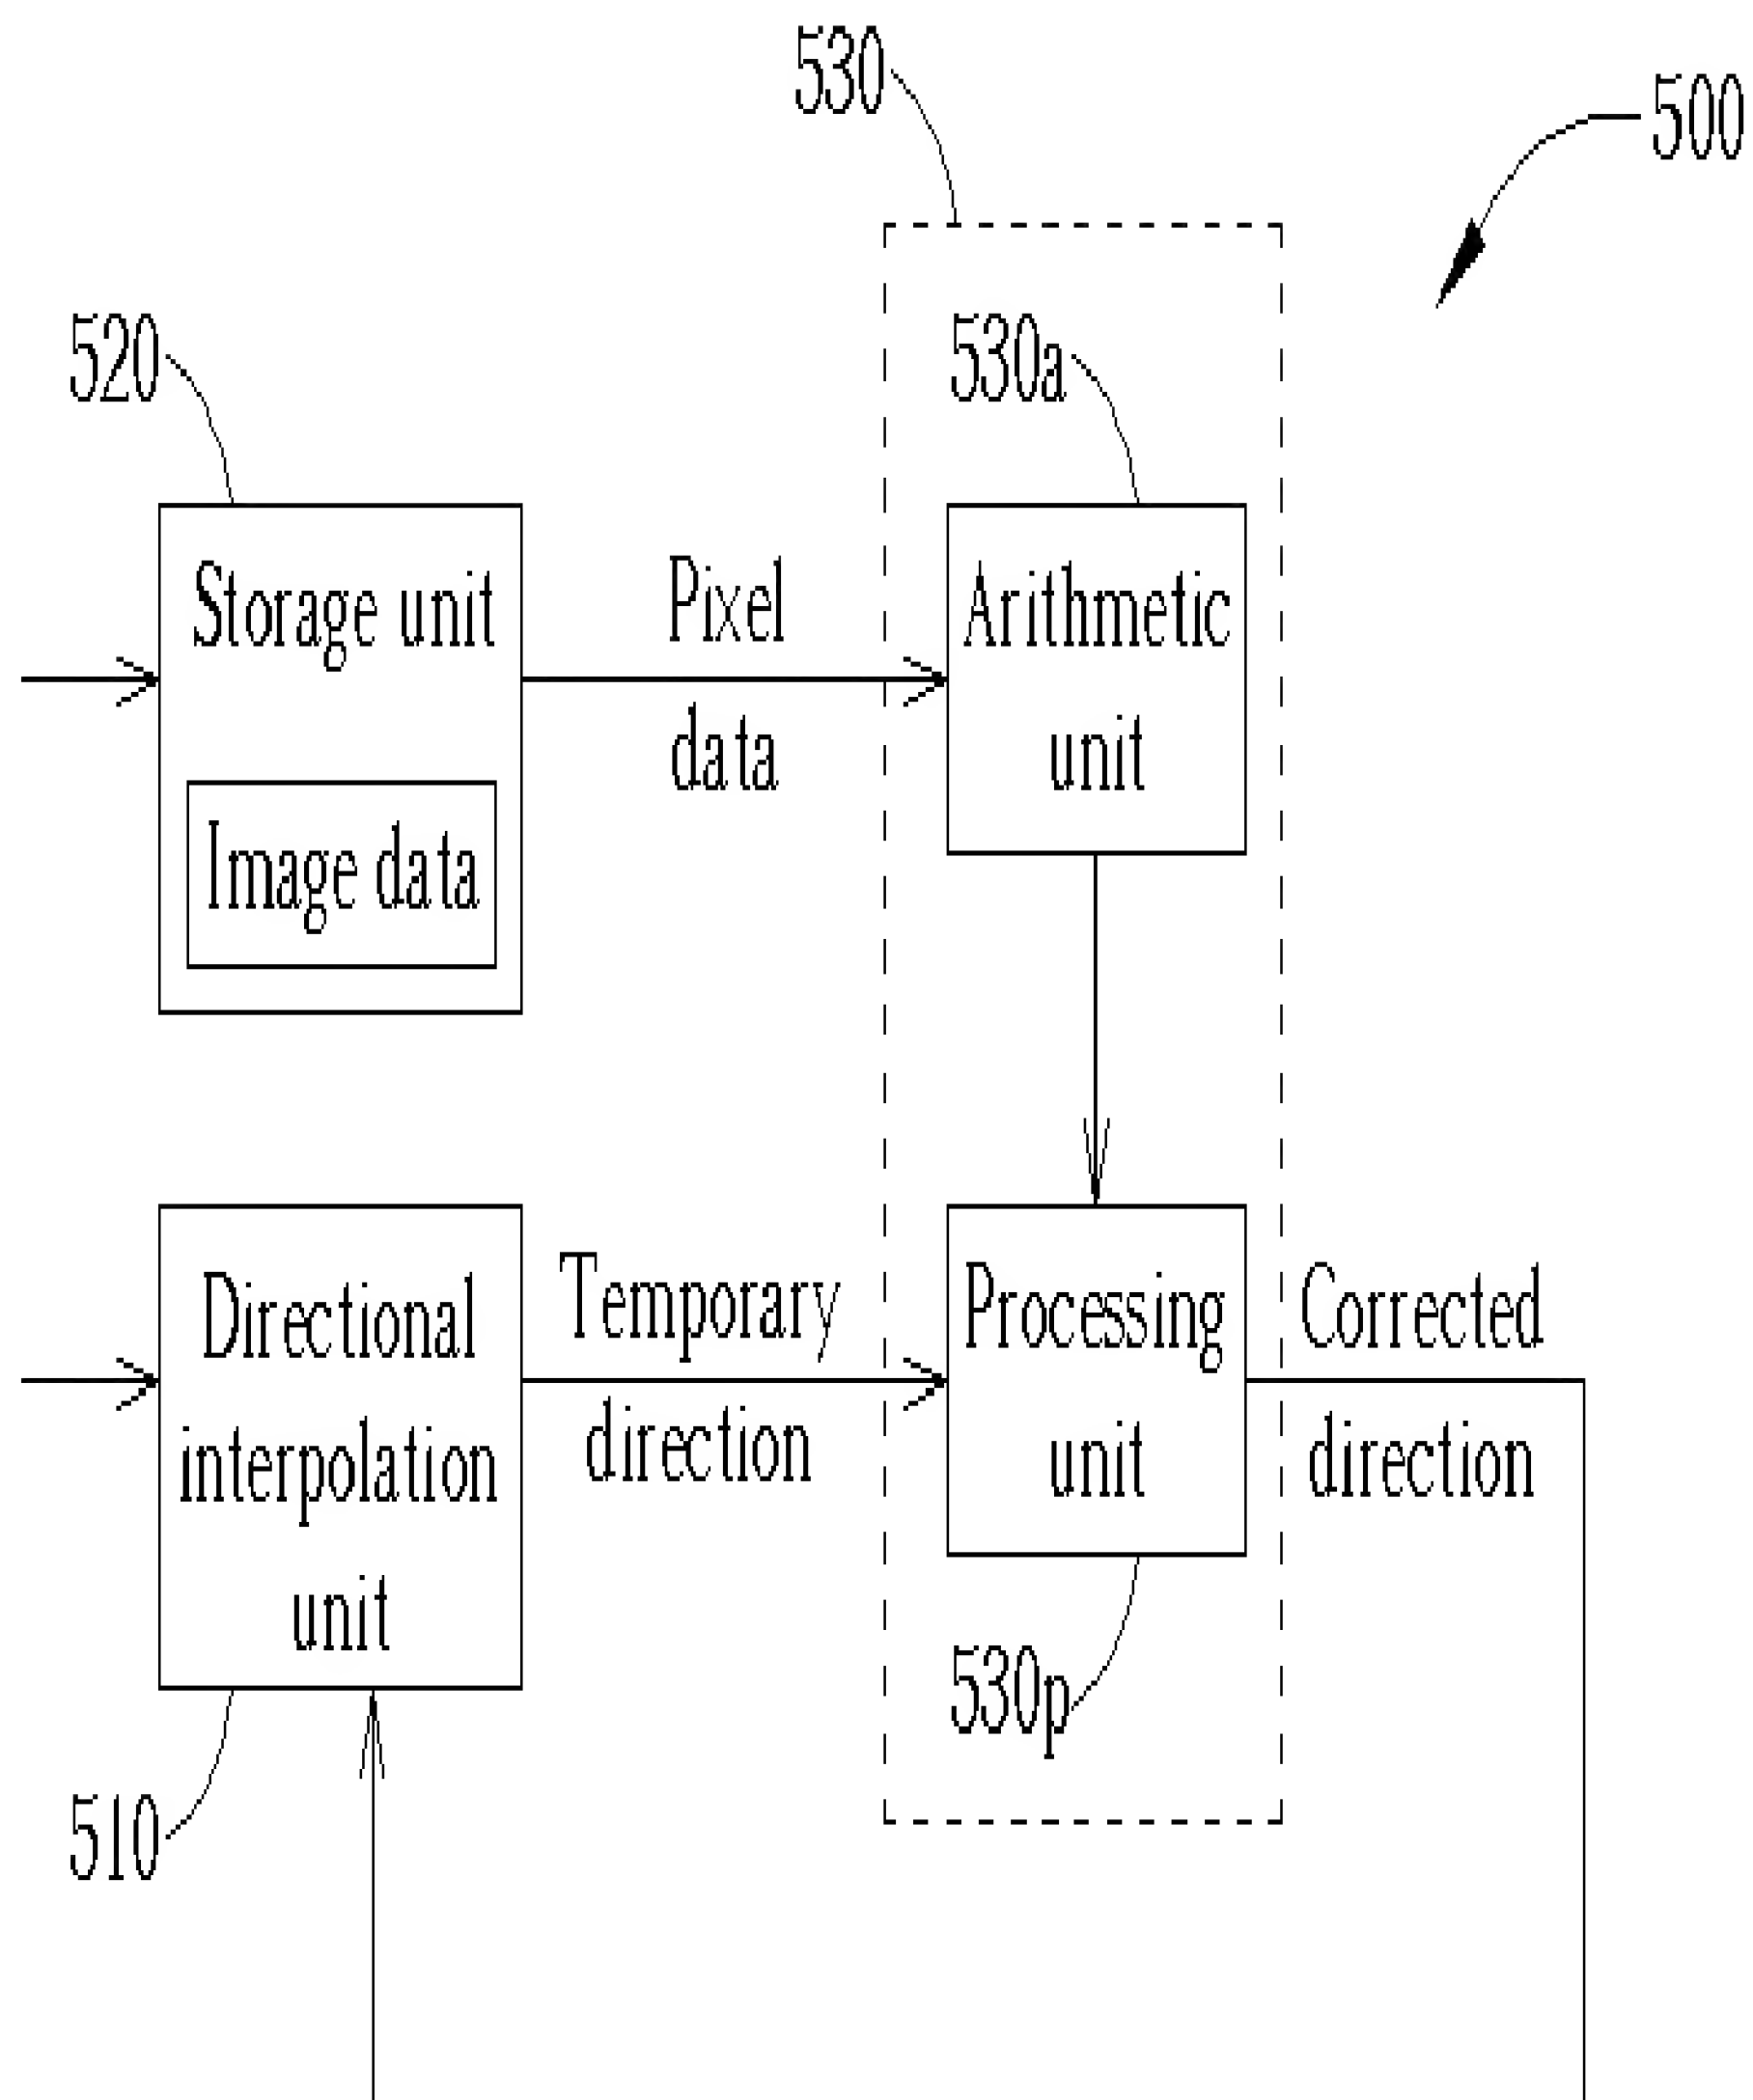 530
500
520
530a
Storage unit
Pixel
data
Arithmetic
unit
Image data
Directional
interpolation
unit
Temporary
direction
Processing
unit
Corrected
direction
530p
510